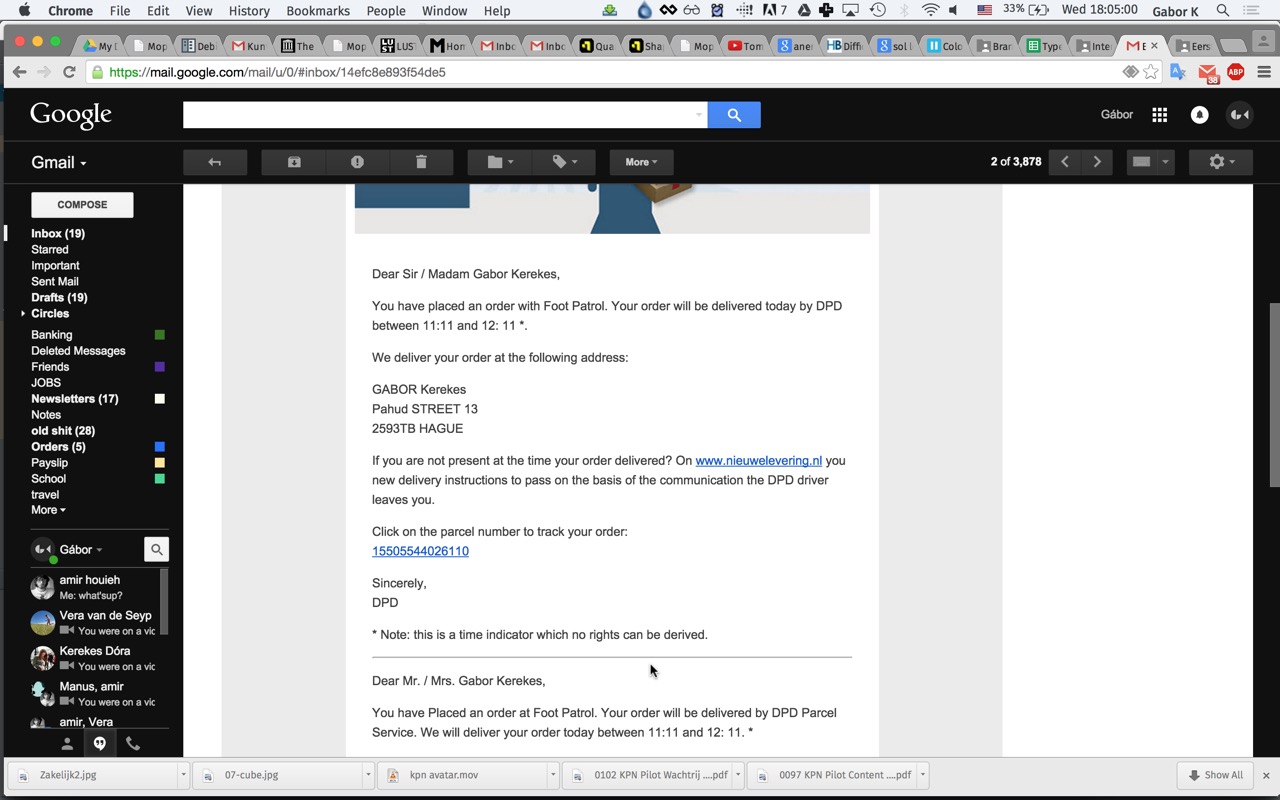 Chrome File Edit View History Bookmarks People Window Help 7 33% Wed 18:05:00 Gabor K
My D Mop Deb Kun The Mop LUST Hon Inbo Inbo Qua Sha Mop Tom ane Diffe sol Colo Bran Type Inte E Eers
https://mail.google.com/mail/u/0/#inbox/14efc8e893f54de5 38 ABP
Google Gábor
Gmail More 2 of 3,878
COMPOSE
Inbox (19)
Starred
Important
Sent Mail
Drafts (19)
Circles
Banking
Deleted Messages
Friends
JOBS
Newsletters (17)
Notes
old shit (28)
Orders (5)
Payslip
School
travel
More
Gábor
amir houieh
Me: what'sup?
Vera van de Seyp
You were on a vic
Kerekes Dóra
You were on a vic
Manus, amir
You were on a vic
amir, Vera
Dear Sir / Madam Gabor Kerekes,
You have placed an order with Foot Patrol. Your order will be delivered today by DPD
between 11:11 and 12: 11 *.
We deliver your order at the following address:
GABOR Kerekes
Pahud STREET 13
2593TB HAGUE
If you are not present at the time your order delivered? On www.nieuwelevering.nl you
new delivery instructions to pass on the basis of the communication the DPD driver
leaves you.
Click on the parcel number to track your order:
15505544026110
Sincerely,
DPD
* Note: this is a time indicator which no rights can be derived.
Dear Mr. / Mrs. Gabor Kerekes,
You have Placed an order at Foot Patrol. Your order will be delivered by DPD Parcel
Service. We will deliver your order today between 11:11 and 12: 11. *
Zakelijk2.jpg 07-cube.jpg kpn avatar.mov 0102 KPN Pilot Wachtrij ....pdf 0097 KPN Pilot Content ....pdf Show All